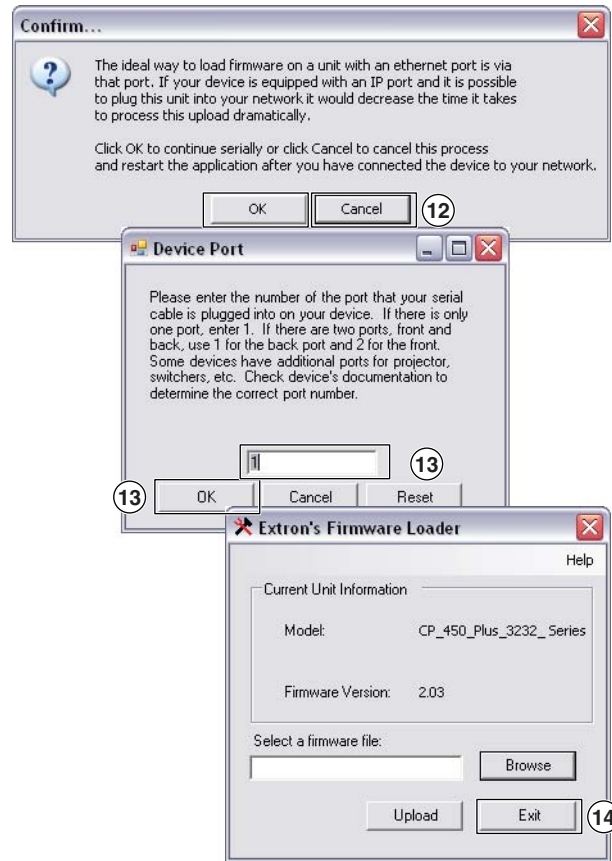 Confirm...
The ideal way to load firmware on a unit with an ethernet port is via
that port. If your device is equipped with an IP port and it is possible
to plug this unit into your network it would decrease the time it takes
to process this upload dramatically.
Click OK to continue serially or click Cancel to cancel this process
and restart the application after you have connected the device to your network.
OK Cancel 12
Device Port
Please enter the number of the port that your serial
cable is plugged into on your device. If there is only
one port, enter 1. If there are two ports, front and
back, use 1 for the back port and 2 for the front.
Some devices have additional ports for projector,
switchers, etc. Check device's documentation to
determine the correct port number.
1 13
13 OK Cancel Reset
Extron's Firmware Loader
Help
Current Unit Information
Model: CP_450_Plus_3232_ Series
Firmware Version: 2.03
Select a firmware file:
Browse
Upload Exit 14